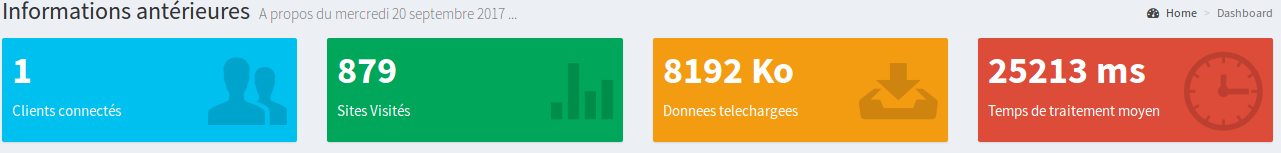 Informations antérieures A propos du mercredi 20 septembre 2017 ...
Home > Dashboard
1
Clients connectés
879
Sites Visités
8192 Ko
Donnees telechargees
25213 ms
Temps de traitement moyen